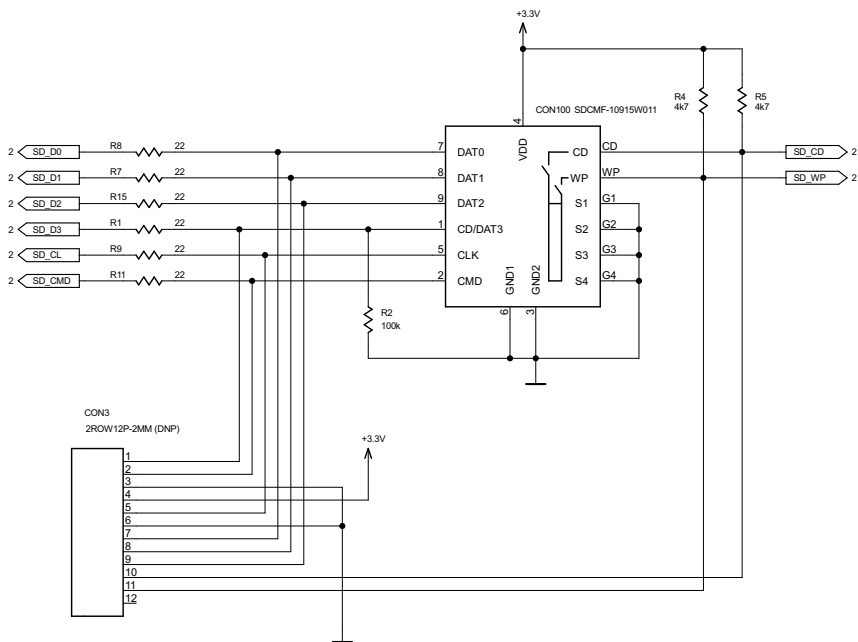 +3.3V
R4
4k7
R5
4k7
CON100 SDCMF-10915W011
4
VDD
2 SD_D0 R8 22 7 DAT0 CD CD SD_CD 2
2 SD_D1 R7 22 8 DAT1 WP WP SD_WP 2
2 SD_D2 R15 22 9 DAT2 S1 G1
2 SD_D3 R1 22 1 CD/DAT3 S2 G2
2 SD_CL R9 22 5 CLK S3 G3
2 SD_CMD R11 22 2 CMD S4 G4
GND1
GND2
6
3
R2
100k
CON3
2ROW12P-2MM (DNP)
+3.3V
1
2
3
4
5
6
7
8
9
10
11
12